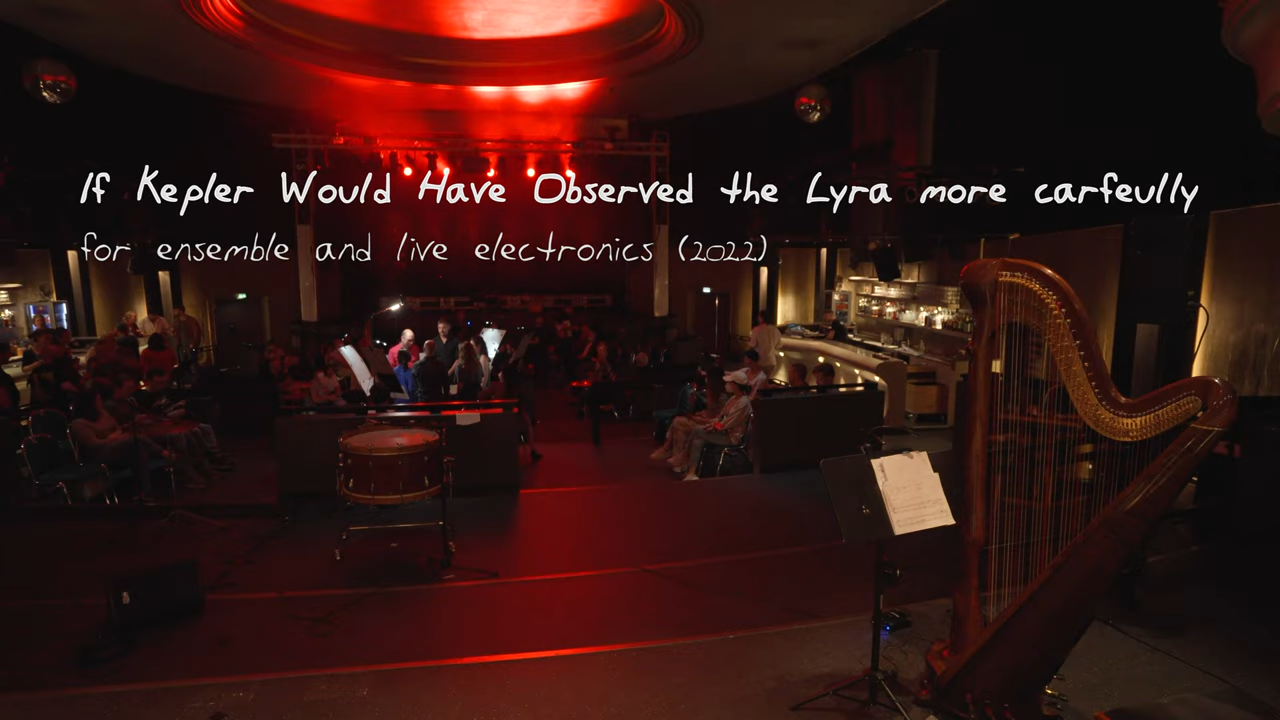 If Kepler Would Have Observed the Lyra more carfeully
for ensemble and live electronics (2022)